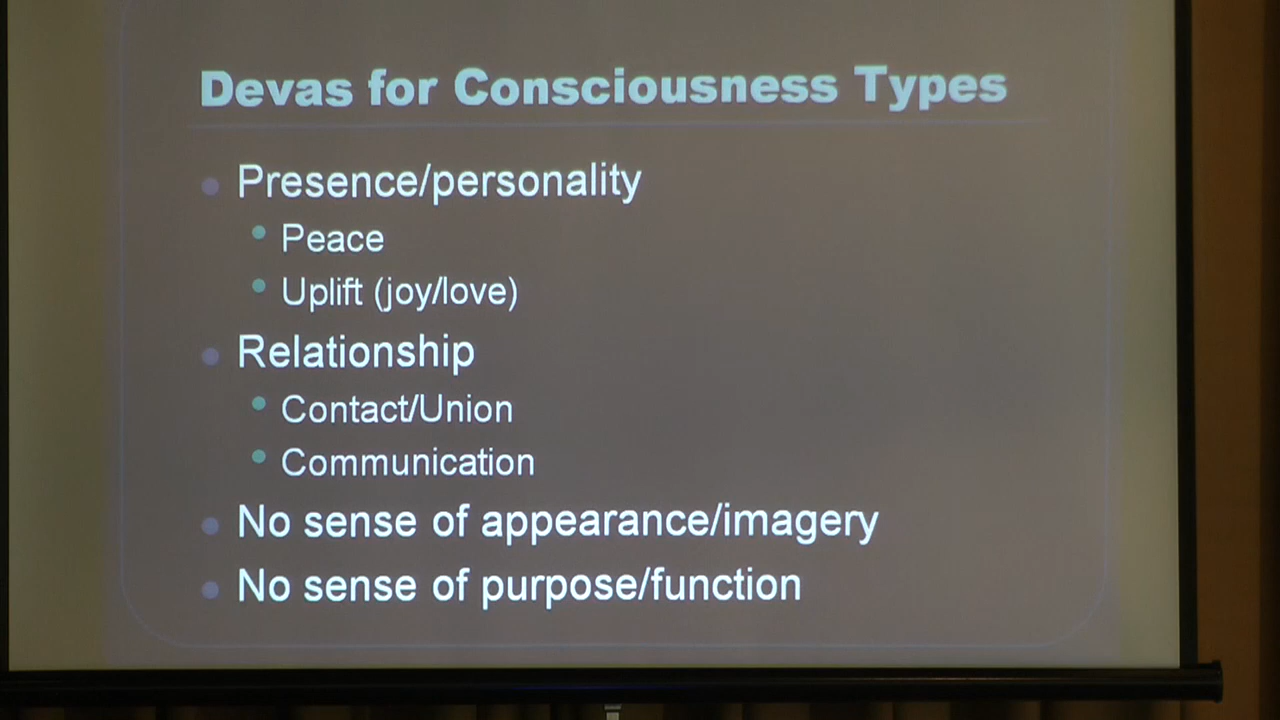 Devas for Consciousness Types
Presence/personality
Peace
Uplift (joy/love)
Relationship
Contact/Union
Communication
No sense of appearance/imagery
No sense of purpose/function